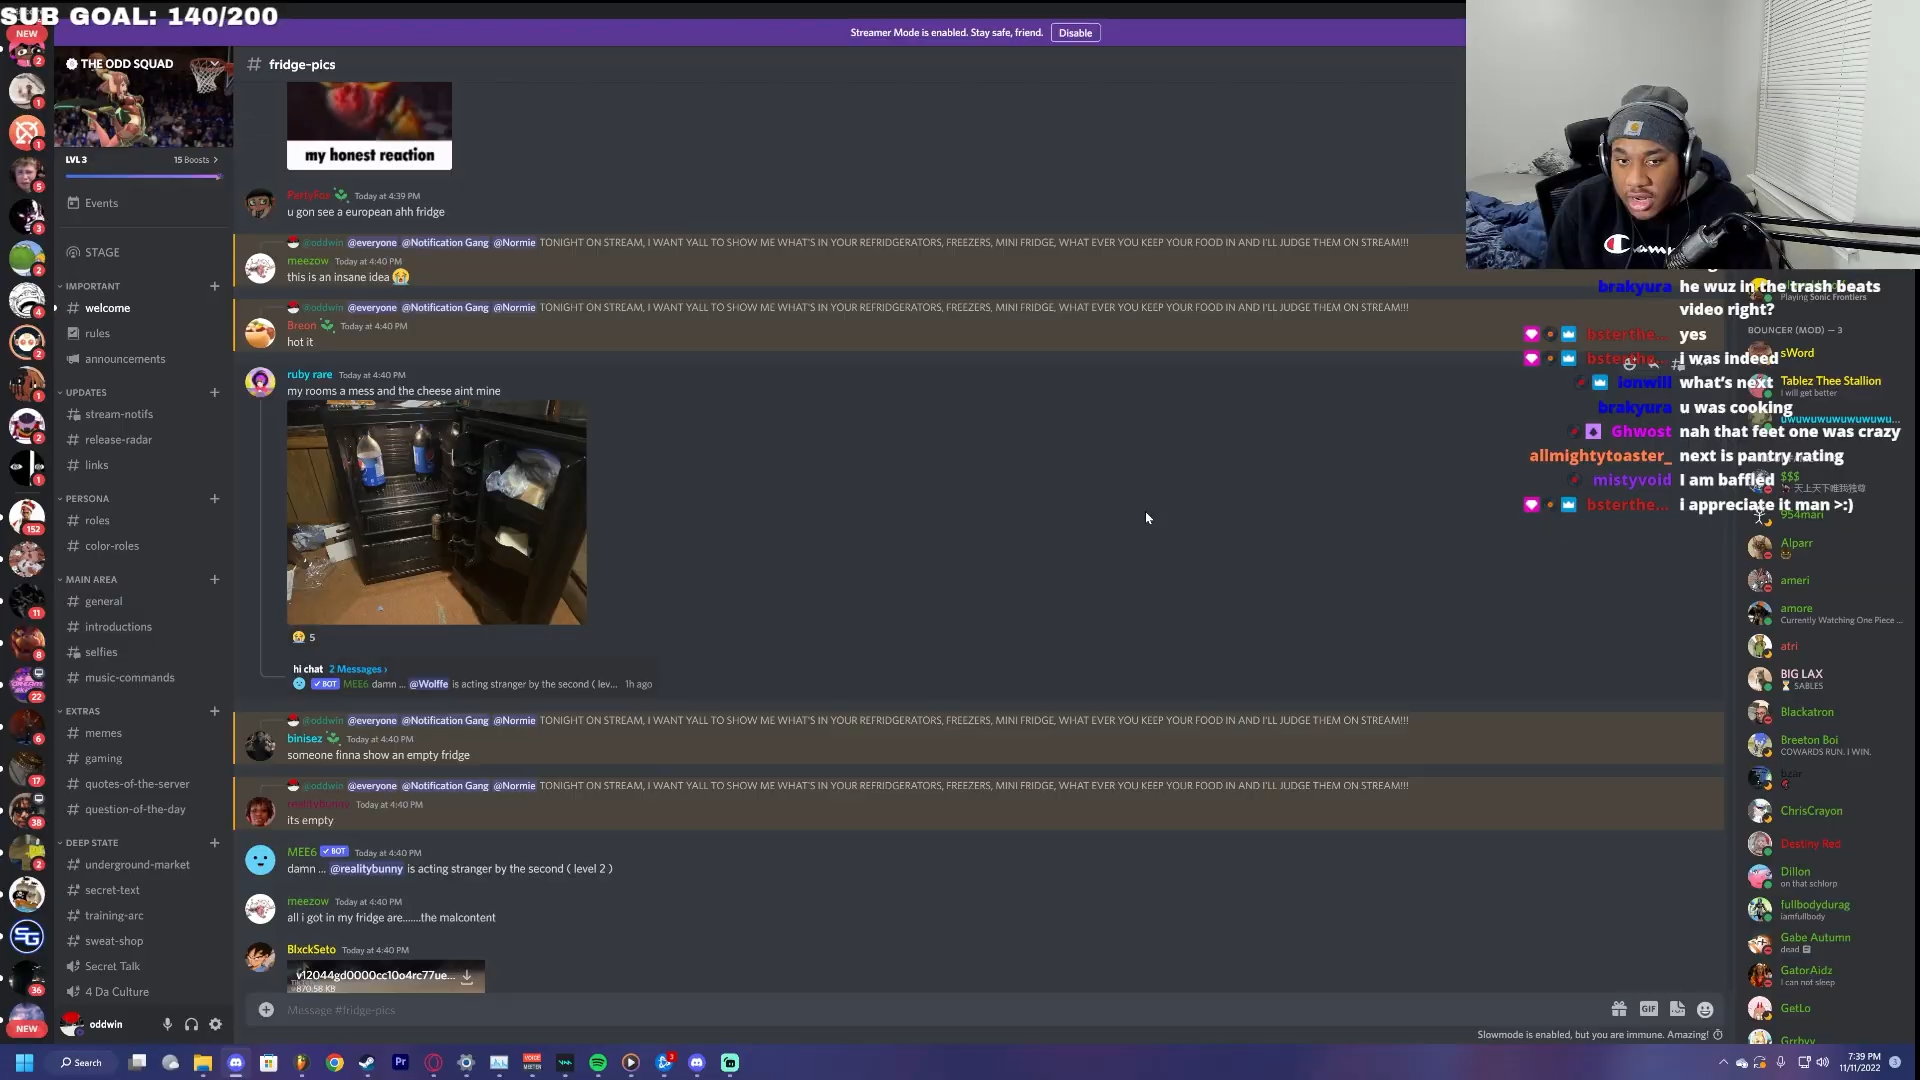 SUB GOAL: 140/200
Streamer Mode is enabled. Stay safe, friend.
Disable
NEW
THE ODD SQUAD
LVL 3
15 Boosts
Events
STAGE
IMPORTANT
welcome
rules
announcements
UPDATES
stream-notifs
release-radar
links
PERSONA
roles
color-roles
MAIN AREA
general
introductions
selfies
music-commands
EXTRAS
memes
gaming
quotes-of-the-server
question-of-the-day
DEEP STATE
underground-market
secret-text
training-arc
sweat-shop
Secret Talk
4 Da Culture
oddwin
NEW
# fridge-pics
my honest reaction
PartyFox Today at 4:39 PM
u gon see a european ahh fridge
@oddwin @everyone @Notification Gang @Normie TONIGHT ON STREAM, I WANT YALL TO SHOW ME WHAT'S IN YOUR REFRIDGERATORS, FREEZERS, MINI FRIDGE, WHAT EVER YOU KEEP YOUR FOOD IN AND I'LL JUDGE THEM ON STREAM!!!
meezow Today at 4:40 PM
this is an insane idea 😭
@oddwin @everyone @Notification Gang @Normie TONIGHT ON STREAM, I WANT YALL TO SHOW ME WHAT'S IN YOUR REFRIDGERATORS, FREEZERS, MINI FRIDGE, WHAT EVER YOU KEEP YOUR FOOD IN AND I'LL JUDGE THEM ON STREAM!!!
Breon Today at 4:40 PM
hot it
ruby rare Today at 4:40 PM
my rooms a mess and the cheese aint mine
😭 5
hi chat 2 Messages ›
BOT MEE6 damn ... @Wolffe is acting stranger by the second ( lev... 1h ago
@oddwin @everyone @Notification Gang @Normie TONIGHT ON STREAM, I WANT YALL TO SHOW ME WHAT'S IN YOUR REFRIDGERATORS, FREEZERS, MINI FRIDGE, WHAT EVER YOU KEEP YOUR FOOD IN AND I'LL JUDGE THEM ON STREAM!!!
binisez Today at 4:40 PM
someone finna show an empty fridge
@oddwin @everyone @Notification Gang @Normie TONIGHT ON STREAM, I WANT YALL TO SHOW ME WHAT'S IN YOUR REFRIDGERATORS, FREEZERS, MINI FRIDGE, WHAT EVER YOU KEEP YOUR FOOD IN AND I'LL JUDGE THEM ON STREAM!!!
realitybunny Today at 4:40 PM
its empty
MEE6 BOT Today at 4:40 PM
damn ... @realitybunny is acting stranger by the second ( level 2 )
meezow Today at 4:40 PM
all i got in my fridge are.......the malcontent
BlxckSeto Today at 4:40 PM
v12044gd0000cc10o4rc77ue...
870.58 KB
Message #fridge-pics
GIF
Slowmode is enabled, but you are immune. Amazing!
Champ
brakyura he wuz in the trash beats
video right?
bsterthe... yes
bsterthe... i was indeed
ionwill what's next
brakyura u was cooking
Ghwost nah that feet one was crazy
allmightytoaster_ next is pantry rating
mistyvoid I am baffled
bsterthe... i appreciate it man >:)
Playing Sonic Frontiers
BOUNCER (MOD) — 3
sWord
Tablez Thee Stallion
I will get better
uwuwuwuwuwuwuwu...
$$$
天上天下唯我独尊
954mari
Alparr
ameri
amore
Currently Watching One Piece ...
atri
BIG LAX
SABLES
Blackatron
Breeton Boi
COWARDS RUN. I WIN.
bzar
ChrisCrayon
Destiny Red
Dillon
on that schlorp
fullbodydurag
iamfullbody
Gabe Autumn
dead
GatorAidz
I can not sleep
GetLo
Grrhyy
Search
7:39 PM
11/11/2022